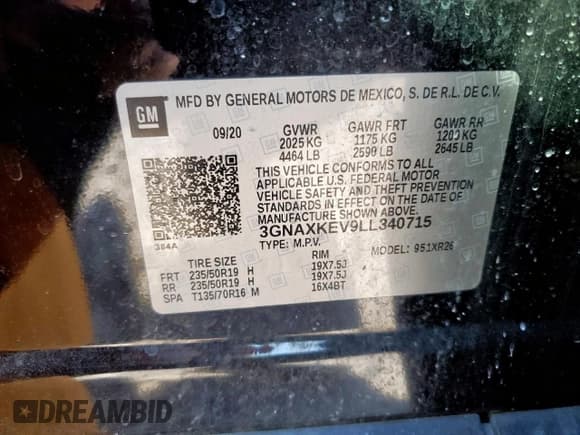 GM
MFD BY GENERAL MOTORS DE MEXICO, S. DE R.L. DE C.V.
09/20 GVWR GAWR FRT GAWR RR
2025 KG 1175 KG 1200 KG
4464 LB 2590 LB 2645 LB
THIS VEHICLE CONFORMS TO ALL
APPLICABLE U.S. FEDERAL MOTOR
VEHICLE SAFETY AND THEFT PREVENTION
STANDARDS IN EFFECT ON THE DATE OF
MANUFACTURE SHOWN ABOVE.
3GNAXKEV9LL340715
384A TYPE: M.P.V. MODEL: 951XR26
TIRE SIZE RIM
FRT 235/50R19 H 19X7.5J
RR 235/50R19 H 19X7.5J
SPA T135/70R16 M 16X4BT
DREAMBID